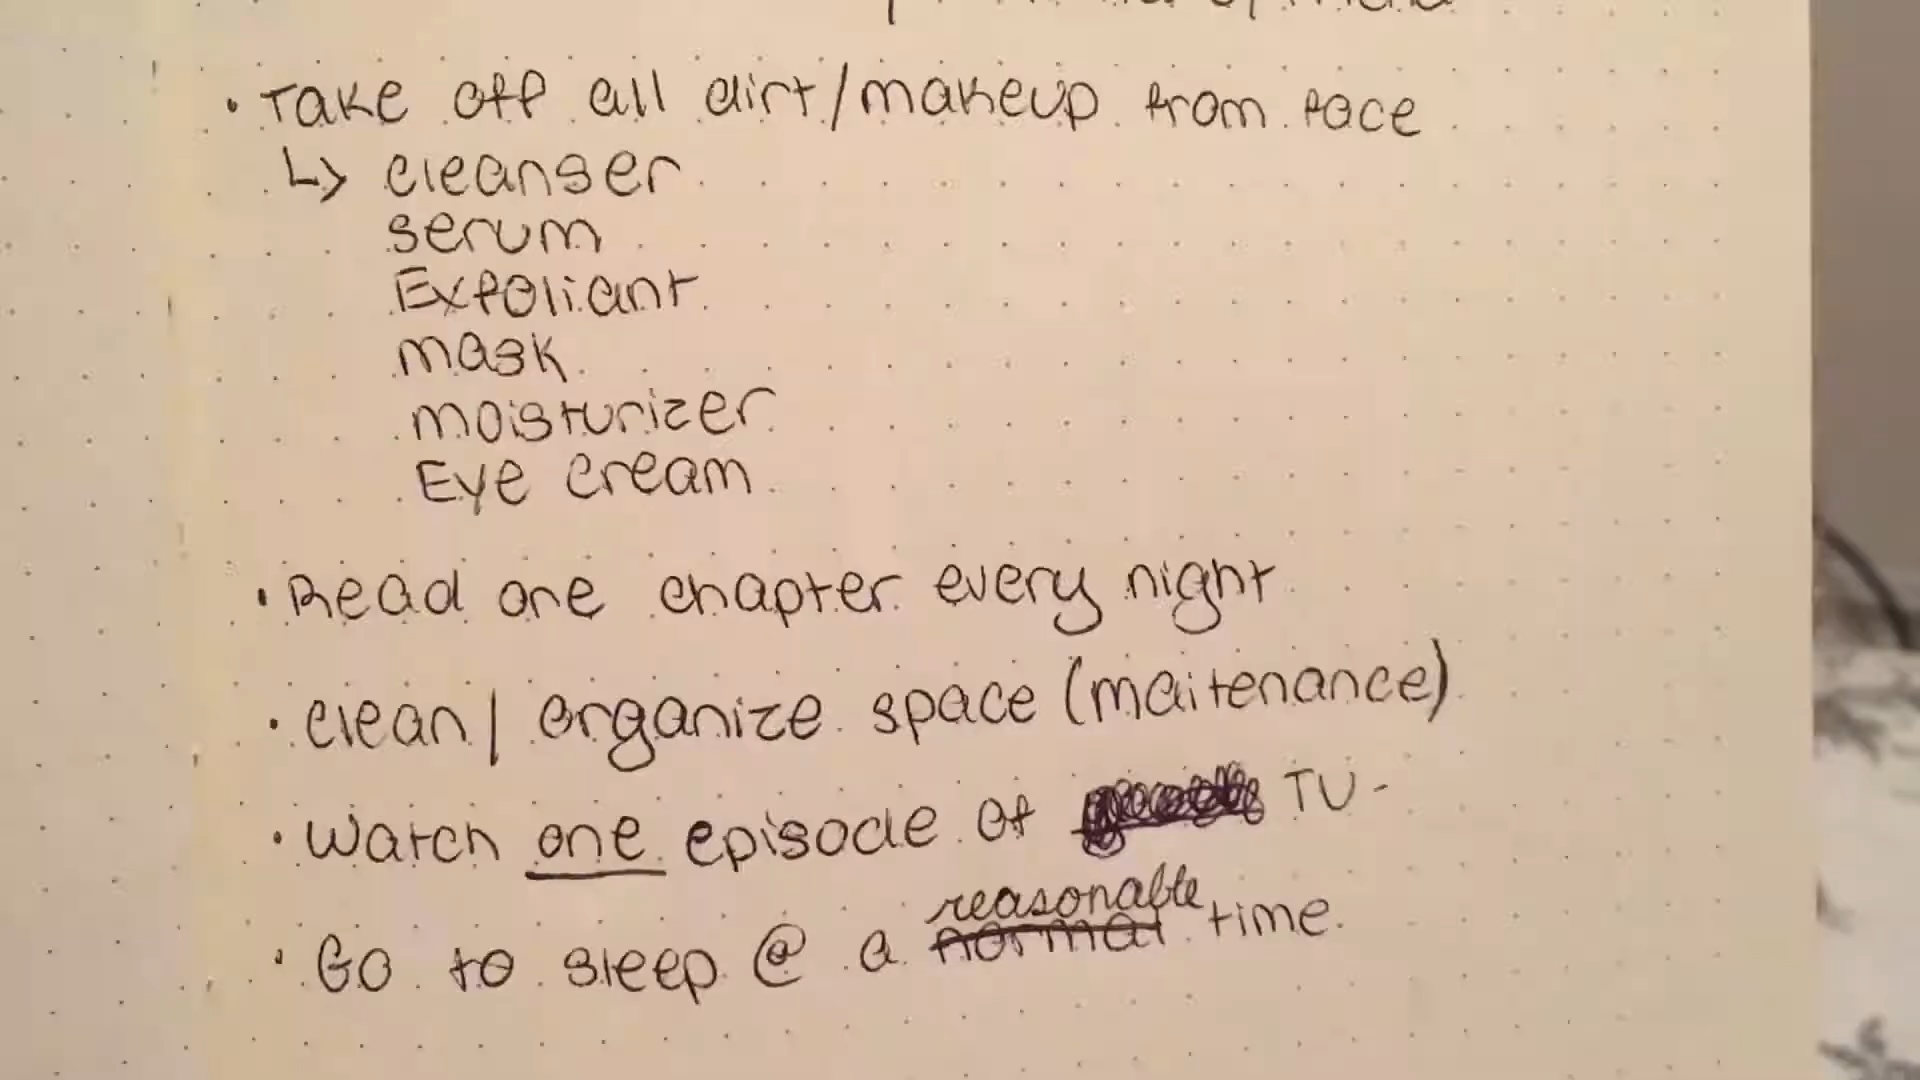 • Take off all dirt/makeup from face
↳ cleanser
serum
Exfoliant
mask
moisturizer
Eye cream
• Read one chapter every night
• clean/organize space (maitenance)
• Watch one episode of TV-
reasonable
• Go to sleep @ a normal time.